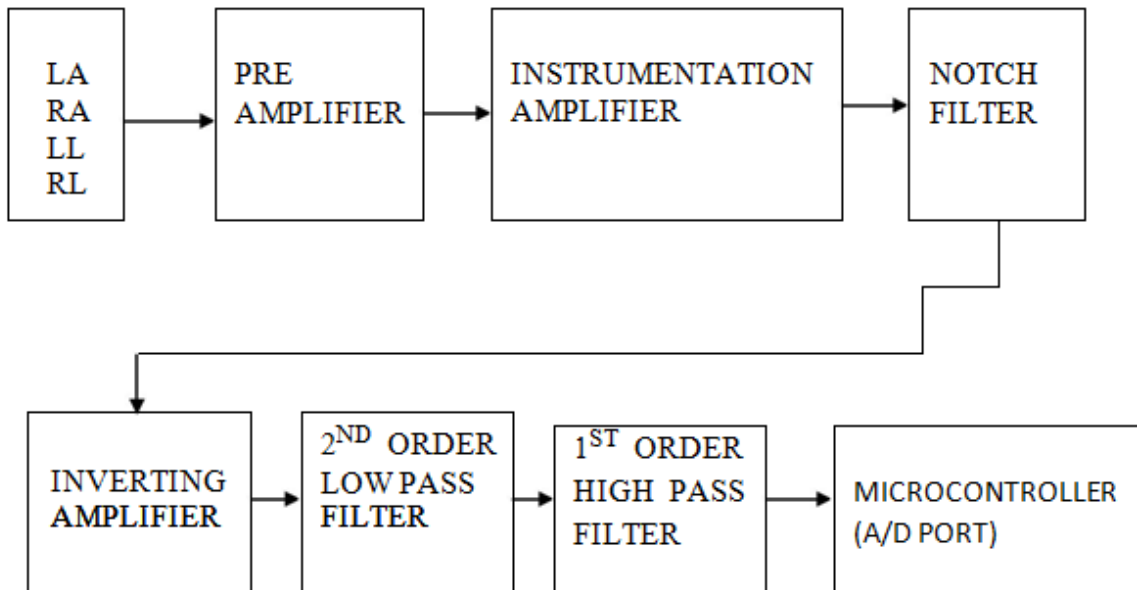 LA
RA
LL
RL
PRE
AMPLIFIER
INSTRUMENTATION
AMPLIFIER
NOTCH
FILTER
INVERTING
AMPLIFIER
2ND ORDER
LOW PASS
FILTER
1ST ORDER
HIGH PASS
FILTER
MICROCONTROLLER
(A/D PORT)